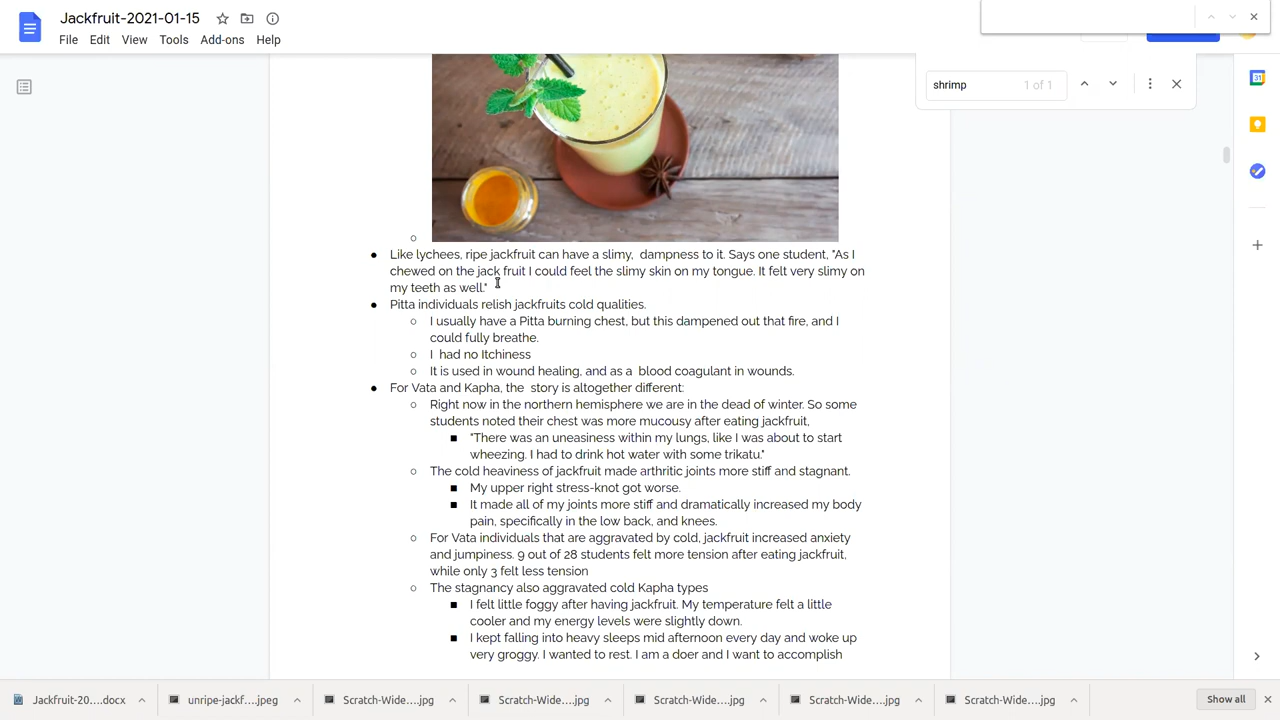 Jackfruit-2021-01-15
File Edit View Tools Add-ons Help
shrimp 1 of 1
31
Like lychees, ripe jackfruit can have a slimy,  dampness to it. Says one student, "As I
chewed on the jack fruit I could feel the slimy skin on my tongue. It felt very slimy on
my teeth as well."
Pitta individuals relish jackfruits cold qualities.
I usually have a Pitta burning chest, but this dampened out that fire, and I
could fully breathe.
I  had no Itchiness
It is used in wound healing, and as a  blood coagulant in wounds.
For Vata and Kapha, the  story is altogether different:
Right now in the northern hemisphere we are in the dead of winter. So some
students noted their chest was more mucousy after eating jackfruit,
"There was an uneasiness within my lungs, like I was about to start
wheezing. I had to drink hot water with some trikatu."
The cold heaviness of jackfruit made arthritic joints more stiff and stagnant.
My upper right stress-knot got worse.
It made all of my joints more stiff and dramatically increased my body
pain, specifically in the low back, and knees.
For Vata individuals that are aggravated by cold, jackfruit increased anxiety
and jumpiness. 9 out of 28 students felt more tension after eating jackfruit,
while only 3 felt less tension
The stagnancy also aggravated cold Kapha types
I felt little foggy after having jackfruit. My temperature felt a little
cooler and my energy levels were slightly down.
I kept falling into heavy sleeps mid afternoon every day and woke up
very groggy. I wanted to rest. I am a doer and I want to accomplish
Jackfruit-20....docx unripe-jackf....jpeg Scratch-Wide....jpg Scratch-Wide....jpg Scratch-Wide....jpg Scratch-Wide....jpg Scratch-Wide....jpg Show all